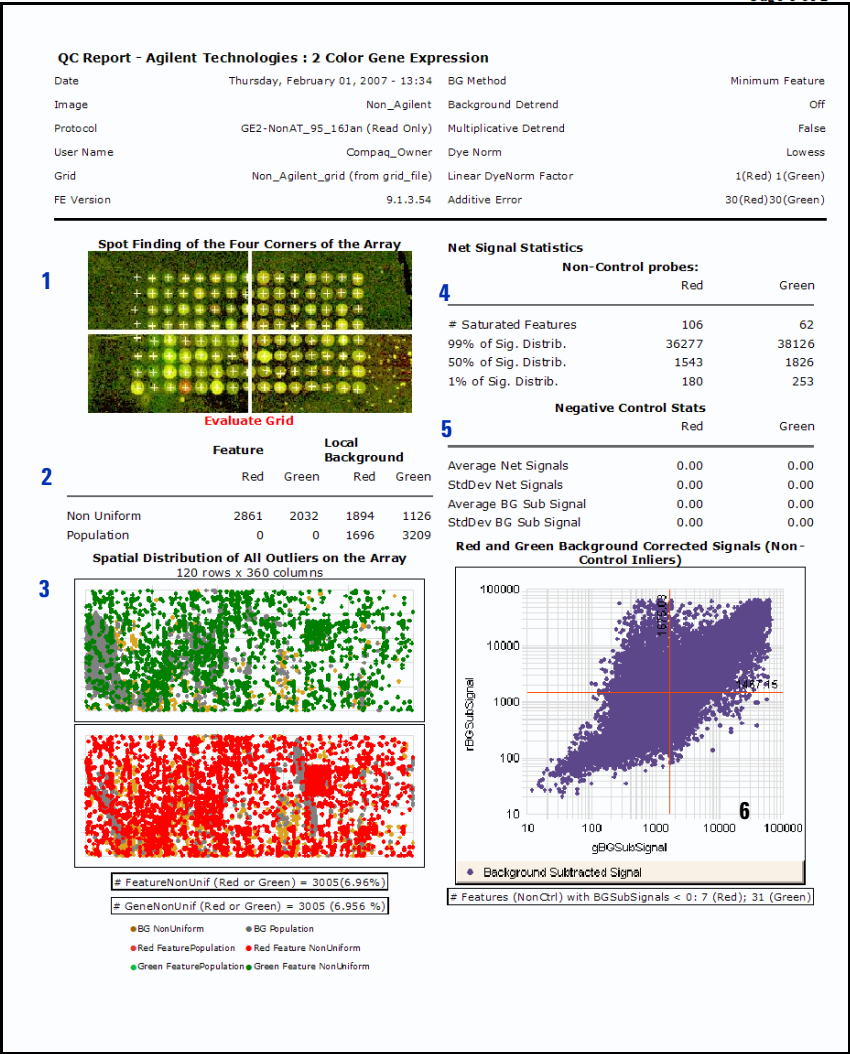 QC Report - Agilent Technologies : 2 Color Gene Expression
Date Thursday, February 01, 2007 - 13:34 BG Method Minimum Feature
Image Non_Agilent Background Detrend Off
Protocol GE2-NonAT_95_16Jan (Read Only) Multiplicative Detrend False
User Name Compaq_Owner Dye Norm Lowess
Grid Non_Agilent_grid (from grid_file) Linear DyeNorm Factor 1(Red) 1(Green)
FE Version 9.1.3.54 Additive Error 30(Red)30(Green)
Spot Finding of the Four Corners of the Array
1
Evaluate Grid
Feature Local Background
2 Red Green Red Green
Non Uniform 2861 2032 1894 1126
Population 0 0 1696 3209
Spatial Distribution of All Outliers on the Array
120 rows x 360 columns
3
# FeatureNonUnif (Red or Green) = 3005(6.96%)
# GeneNonUnif (Red or Green) = 3005 (6.956 %)
BG NonUniform BG Population
Red FeaturePopulation Red Feature NonUniform
Green FeaturePopulation Green Feature NonUniform
Net Signal Statistics
Non-Control probes:
4 Red Green
# Saturated Features 106 62
99% of Sig. Distrib. 36277 38126
50% of Sig. Distrib. 1543 1826
1% of Sig. Distrib. 180 253
Negative Control Stats
5 Red Green
Average Net Signals 0.00 0.00
StdDev Net Signals 0.00 0.00
Average BG Sub Signal 0.00 0.00
StdDev BG Sub Signal 0.00 0.00
Red and Green Background Corrected Signals (Non-
Control Inliers)
100000
10000
1000
100
10
rBGSubSignal
6
10 100 1000 10000 100000
gBGSubSignal
Background Subtracted Signal
# Features (NonCtrl) with BGSubSignals < 0: 7 (Red); 31 (Green)